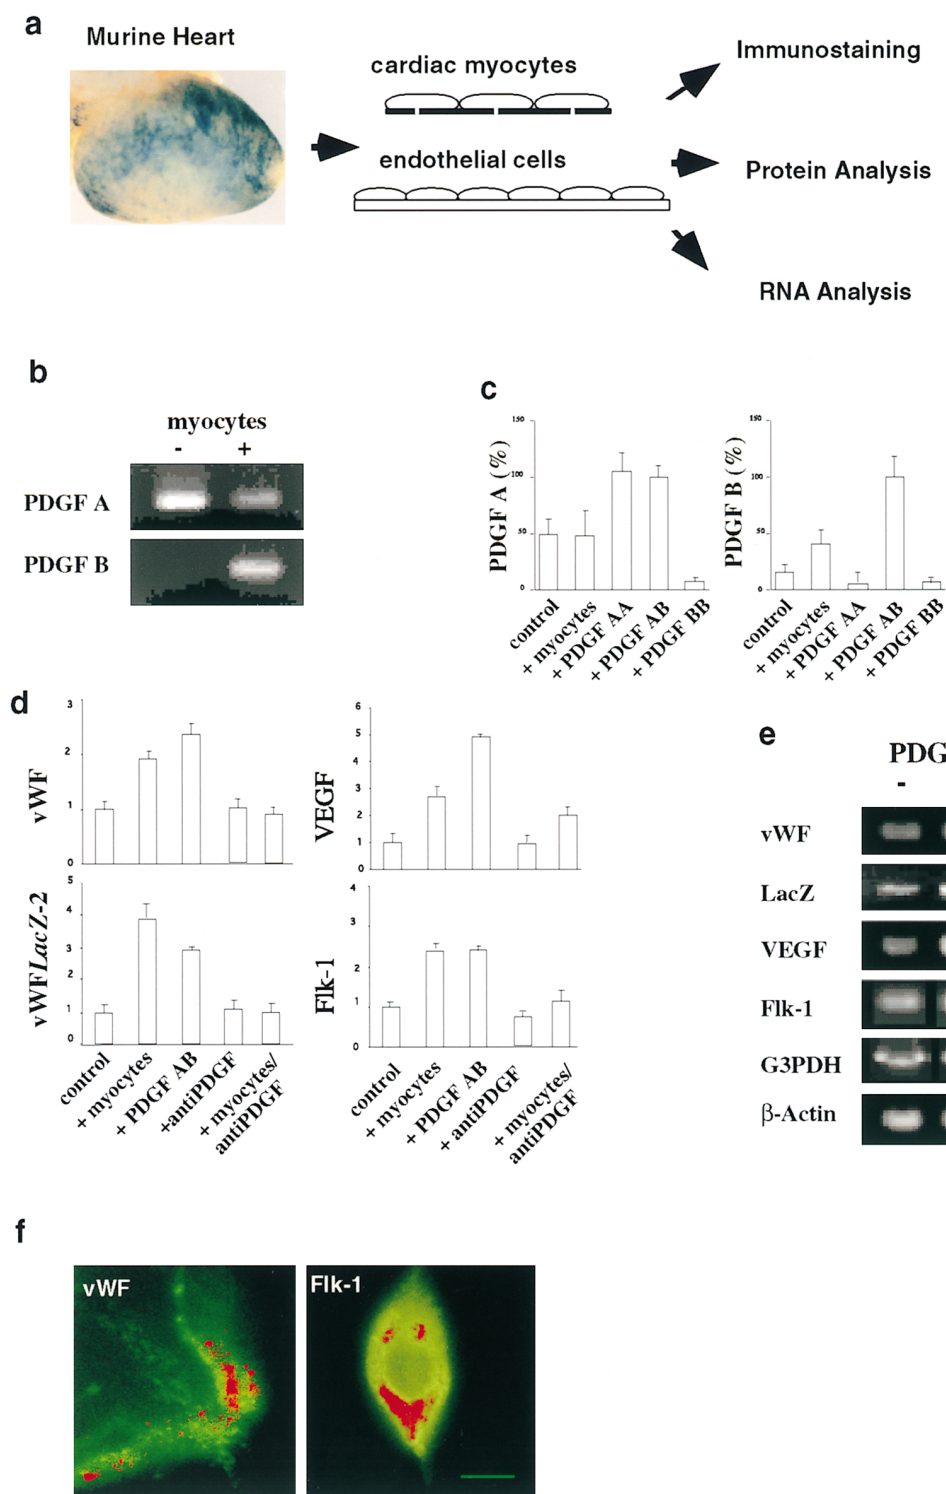 a
Murine Heart
cardiac myocytes
endothelial cells
Immunostaining
Protein Analysis
RNA Analysis
b
myocytes
- +
PDGF A
PDGF B
c
PDGF A (%)
150
100
50
0
control
+ myocytes
+ PDGF AA
+ PDGF AB
+ PDGF BB
PDGF B (%)
150
100
50
0
control
+ myocytes
+ PDGF AA
+ PDGF AB
+ PDGF BB
d
vWF
3
2
1
0
VEGF
6
5
4
3
2
1
0
vWFLacZ-2
5
4
3
2
1
0
control
+ myocytes
+ PDGF AB
+antiPDGF
+ myocytes/
antiPDGF
Flk-1
4
2
1
0
control
+ myocytes
+ PDGF AB
+ antiPDGF
+ myocytes/
antiPDGF
e
PDG
-
vWF
LacZ
VEGF
Flk-1
G3PDH
β-Actin
f
vWF
Flk-1